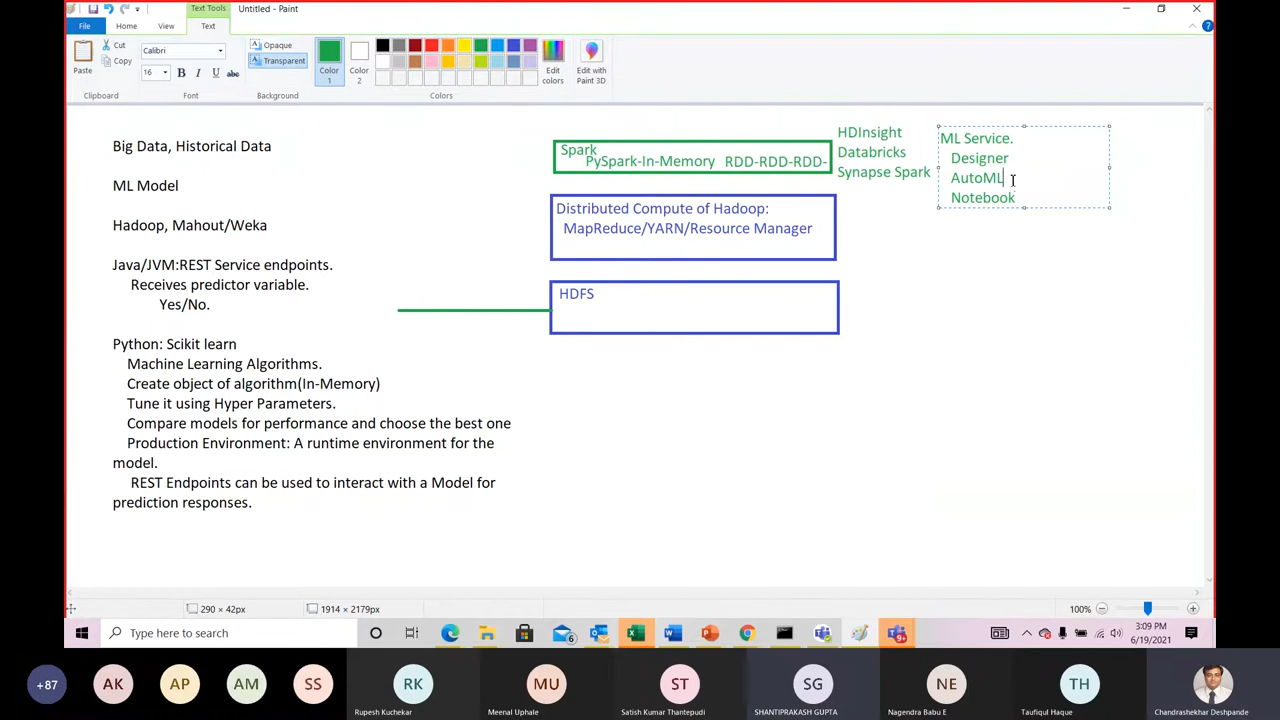 Text Tools
Untitled - Paint
File
Home
View
Text
Paste
Cut
Copy
Clipboard
Calibri
16
B I U abc
Font
Opaque
Transparent
Background
Color
1
Color
2
Edit
colors
Colors
Edit with
Paint 3D
Big Data, Historical Data
ML Model
Hadoop, Mahout/Weka
Java/JVM:REST Service endpoints.
Receives predictor variable.
Yes/No.
Python: Scikit learn
Machine Learning Algorithms.
Create object of algorithm(In-Memory)
Tune it using Hyper Parameters.
Compare models for performance and choose the best one
Production Environment: A runtime environment for the
model.
REST Endpoints can be used to interact with a Model for
prediction responses.
Spark
PySpark-In-Memory RDD-RDD-RDD-
Distributed Compute of Hadoop:
MapReduce/YARN/Resource Manager
HDFS
HDInsight
Databricks
Synapse Spark
ML Service.
Designer
AutoML
Notebook
290 × 42px
1914 × 2179px
100%
Type here to search
6
9+
3:09 PM
6/19/2021
+87
AK
AP
AM
SS
RK
Rupesh Kuchekar
MU
Meenal Uphale
ST
Satish Kumar Thantepudi
SG
SHANTIPRAKASH GUPTA
NE
Nagendra Babu E
TH
Taufiqul Haque
Chandrashekhar Deshpande